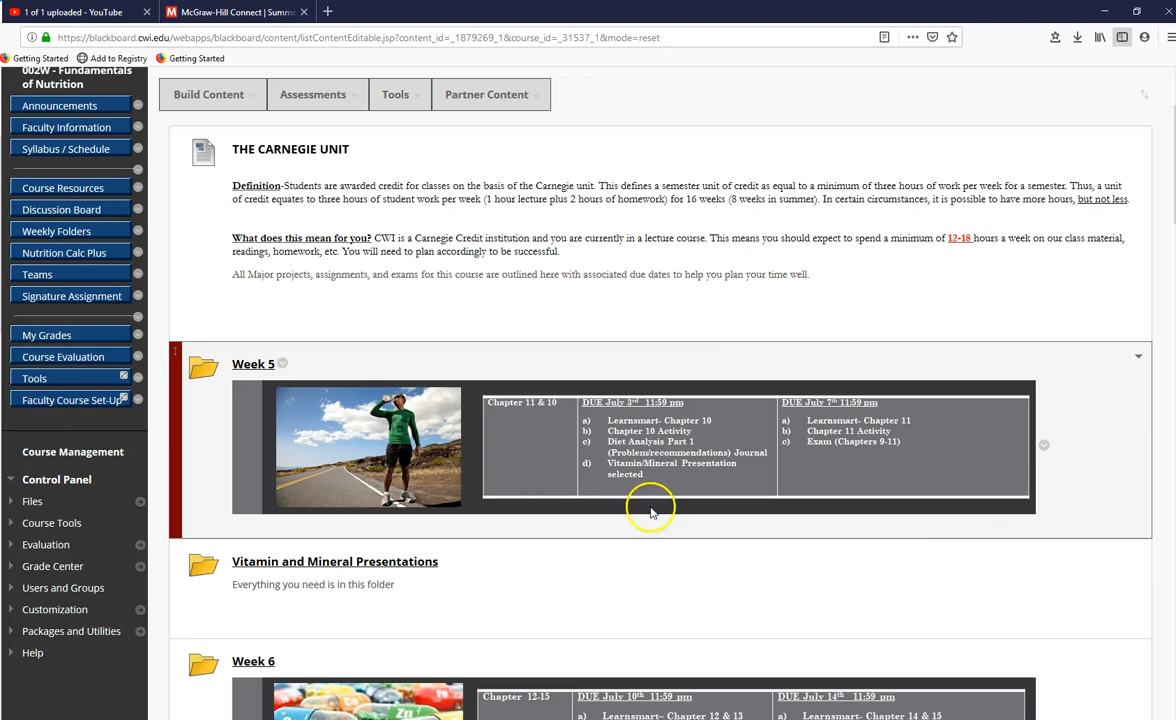 1 of 1 uploaded - YouTube
McGraw-Hill Connect | Summe
https://blackboard.cwi.edu/webapps/blackboard/content/listContentEditable.jsp?content_id=_1879269_1&course_id=_31537_1&mode=reset
Getting Started
Add to Registry
Getting Started
002W - Fundamentals
of Nutrition
Announcements
Faculty Information
Syllabus / Schedule
Course Resources
Discussion Board
Weekly Folders
Nutrition Calc Plus
Teams
Signature Assignment
My Grades
Course Evaluation
Tools
Faculty Course Set-Up
Course Management
Control Panel
Files
Course Tools
Evaluation
Grade Center
Users and Groups
Customization
Packages and Utilities
Help
Build Content
Assessments
Tools
Partner Content
THE CARNEGIE UNIT
Definition-Students are awarded credit for classes on the basis of the Carnegie unit. This defines a semester unit of credit as equal to a minimum of three hours of work per week for a semester. Thus, a unit
of credit equates to three hours of student work per week (1 hour lecture plus 2 hours of homework) for 16 weeks (8 weeks in summer). In certain circumstances, it is possible to have more hours, but not less.
What does this mean for you? CWI is a Carnegie Credit institution and you are currently in a lecture course. This means you should expect to spend a minimum of 12-18 hours a week on our class material,
readings, homework, etc. You will need to plan accordingly to be successful.
All Major projects, assignments, and exams for this course are outlined here with associated due dates to help you plan your time well.
Week 5
Chapter 11 & 10
DUE July 3rd 11:59 pm
a) Learnsmart- Chapter 10
b) Chapter 10 Activity
c) Diet Analysis Part 1
(Problem/recommendations) Journal
d) Vitamin/Mineral Presentation
selected
DUE July 7th 11:59 pm
a) Learnsmart- Chapter 11
b) Chapter 11 Activity
c) Exam (Chapters 9-11)
Vitamin and Mineral Presentations
Everything you need is in this folder
Week 6
Zn
Chapter 12-15
DUE July 10th 11:59 pm
a) Learnsmart– Chapter 12 & 13
DUE July 14th 11:59 pm
a) Learnsmart- Chapter 14 & 15